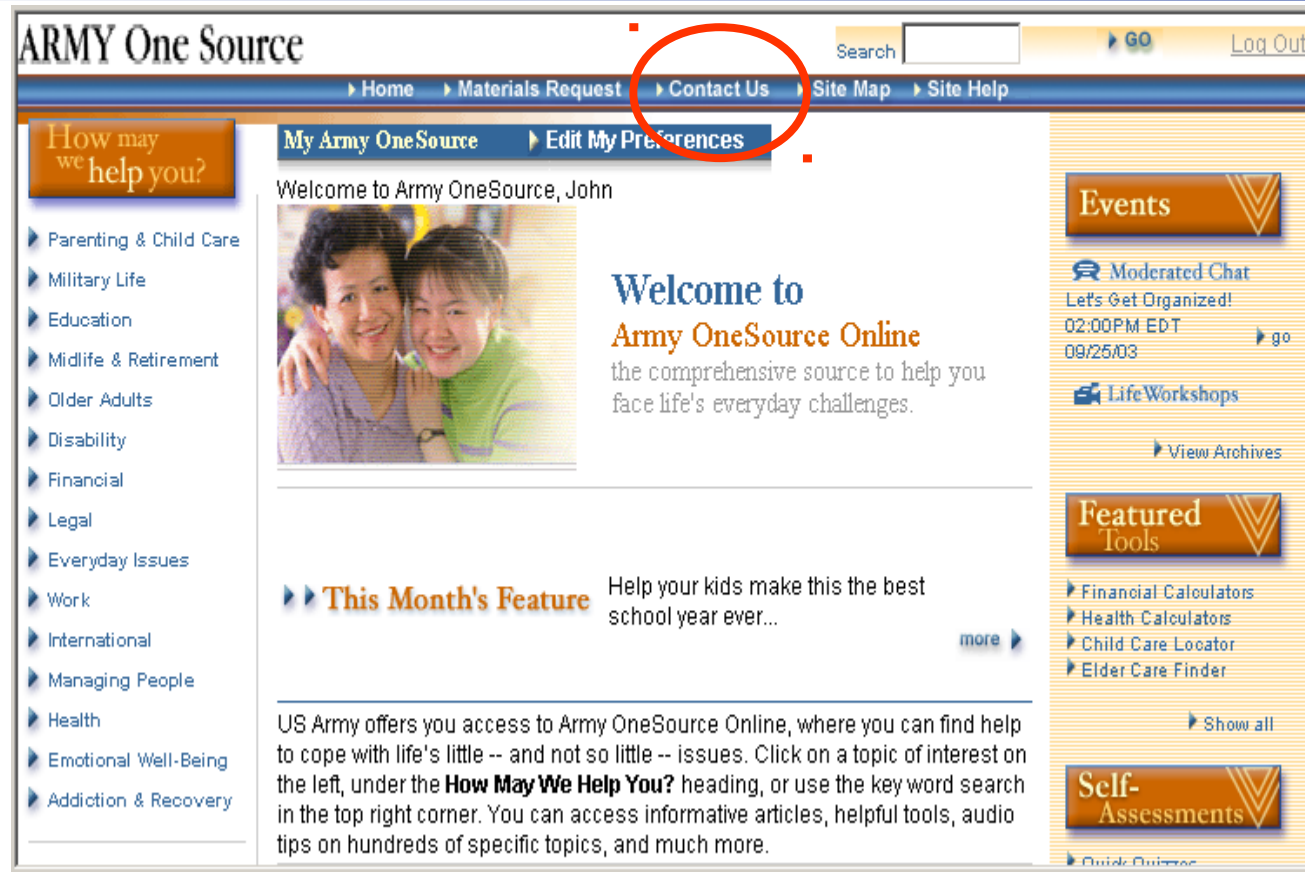 ARMY One Source
Search
GO
Log Out
Home Materials Request Contact Us Site Map Site Help
How may
we help you?
Parenting & Child Care
Military Life
Education
Midlife & Retirement
Older Adults
Disability
Financial
Legal
Everyday Issues
Work
International
Managing People
Health
Emotional Well-Being
Addiction & Recovery
My Army OneSource Edit My Preferences
Welcome to Army OneSource, John
Welcome to
Army OneSource Online
the comprehensive source to help you
face life's everyday challenges.
This Month's Feature
Help your kids make this the best
school year ever...
more
US Army offers you access to Army OneSource Online, where you can find help
to cope with life's little -- and not so little -- issues. Click on a topic of interest on
the left, under the How May We Help You? heading, or use the key word search
in the top right corner. You can access informative articles, helpful tools, audio
tips on hundreds of specific topics, and much more.
Events
Moderated Chat
Let's Get Organized!
02:00PM EDT
go
09/25/03
LifeWorkshops
View Archives
Featured
Tools
Financial Calculators
Health Calculators
Child Care Locator
Elder Care Finder
Show all
Self-
Assessments
Quick Quizzes